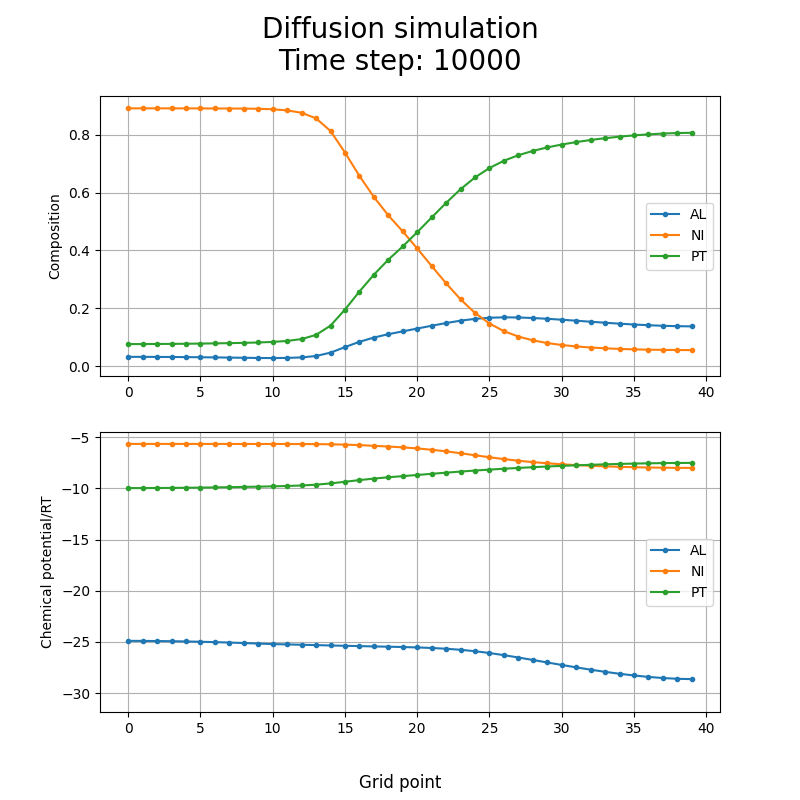 Diffusion simulation
Time step: 10000
0.8
0.6
0.4
0.2
0.0
Composition
AL
NI
PT
0 5 10 15 20 25 30 35 40
−5
−10
−15
−20
−25
−30
Chemical potential/RT
AL
NI
PT
0 5 10 15 20 25 30 35 40
Grid point